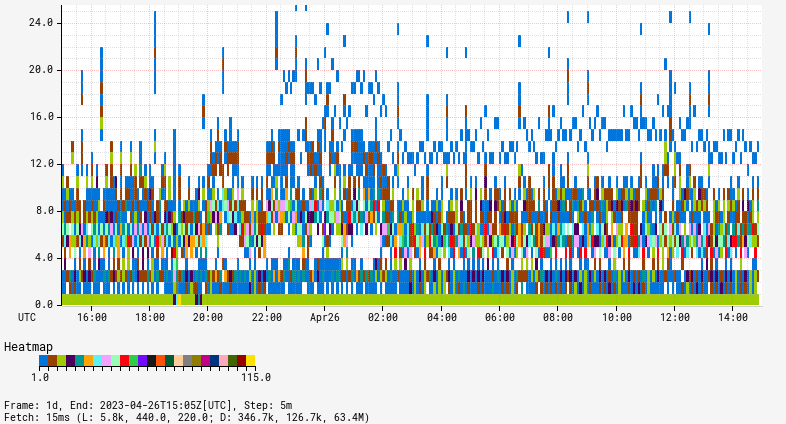 24.0
20.0
16.0
12.0
8.0
4.0
0.0
UTC 16:00 18:00 20:00 22:00 Apr26 02:00 04:00 06:00 08:00 10:00 12:00 14:00
Heatmap
1.0 115.0
Frame: 1d, End: 2023-04-26T15:05Z[UTC], Step: 5m
Fetch: 15ms (L: 5.8k, 440.0, 220.0; D: 346.7k, 126.7k, 63.4M)